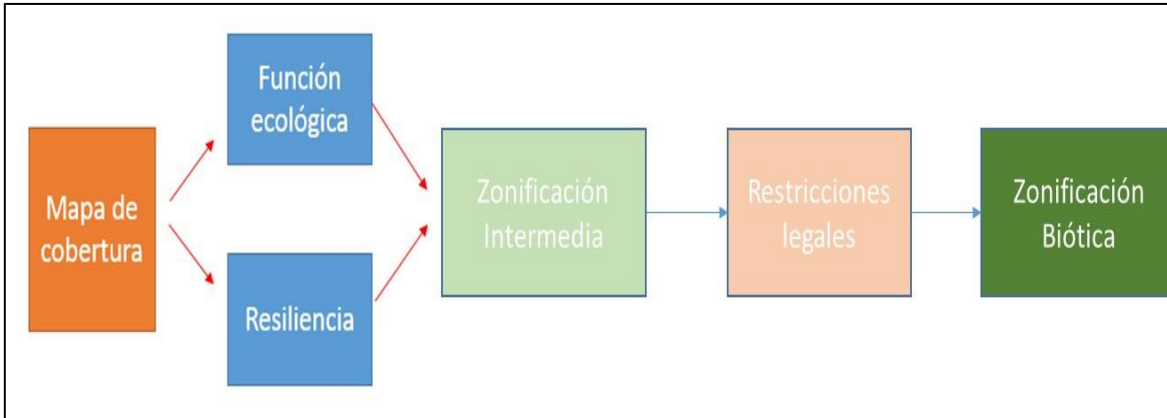 Mapa de
cobertura
Función
ecológica
Resiliencia
Zonificación
Intermedia
Restricciones
legales
Zonificación
Biótica